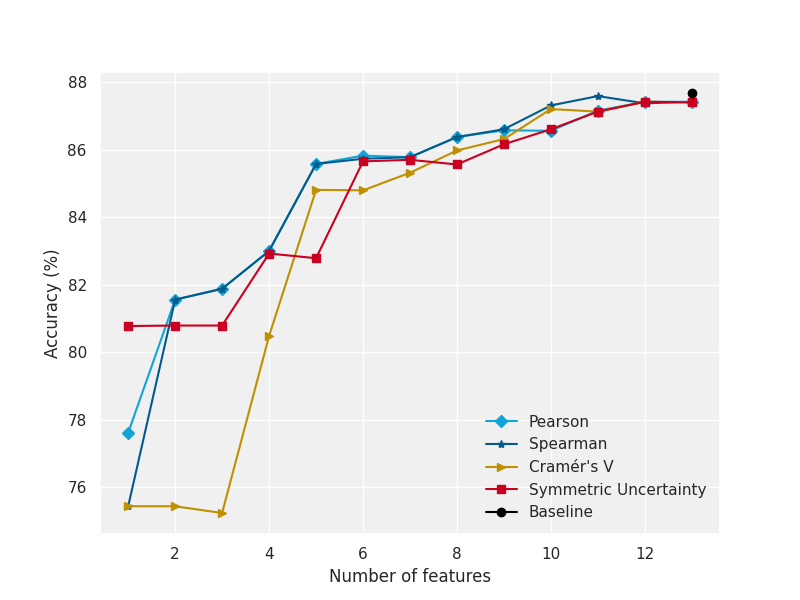 88
86
84
82
80
78
76
Accuracy (%)
2 4 6 8 10 12
Number of features
Pearson
Spearman
Cramér's V
Symmetric Uncertainty
Baseline